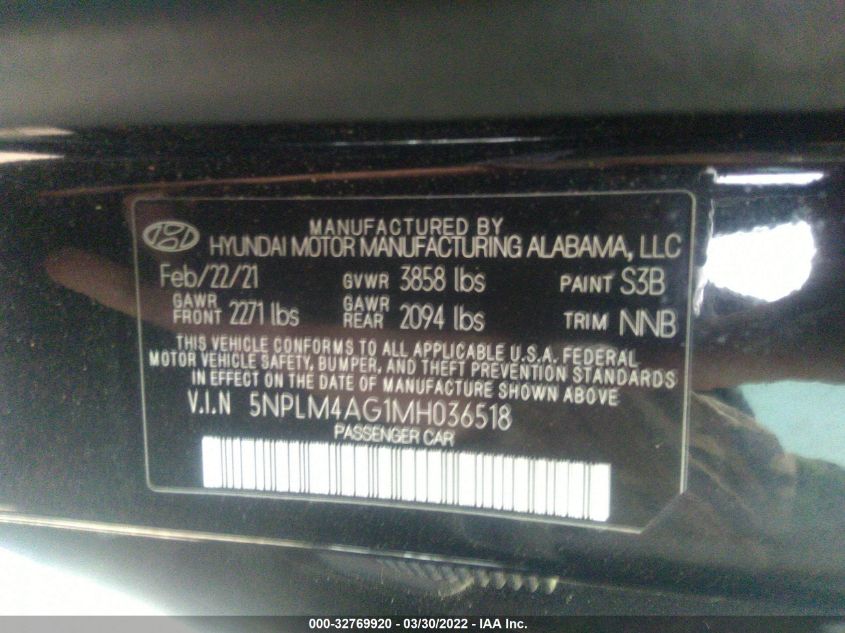 MANUFACTURED BY
HYUNDAI MOTOR MANUFACTURING ALABAMA, LLC
Feb/22/21 GVWR 3858 lbs PAINT S3B
GAWR FRONT 2271 lbs GAWR REAR 2094 lbs TRIM NNB
THIS VEHICLE CONFORMS TO ALL APPLICABLE U.S.A. FEDERAL
MOTOR VEHICLE SAFETY, BUMPER, AND THEFT PREVENTION STANDARDS
IN EFFECT ON THE DATE OF MANUFACTURE SHOWN ABOVE
V.I.N 5NPLM4AG1MH036518
PASSENGER CAR
000-32769920 - 03/30/2022 - IAA Inc.